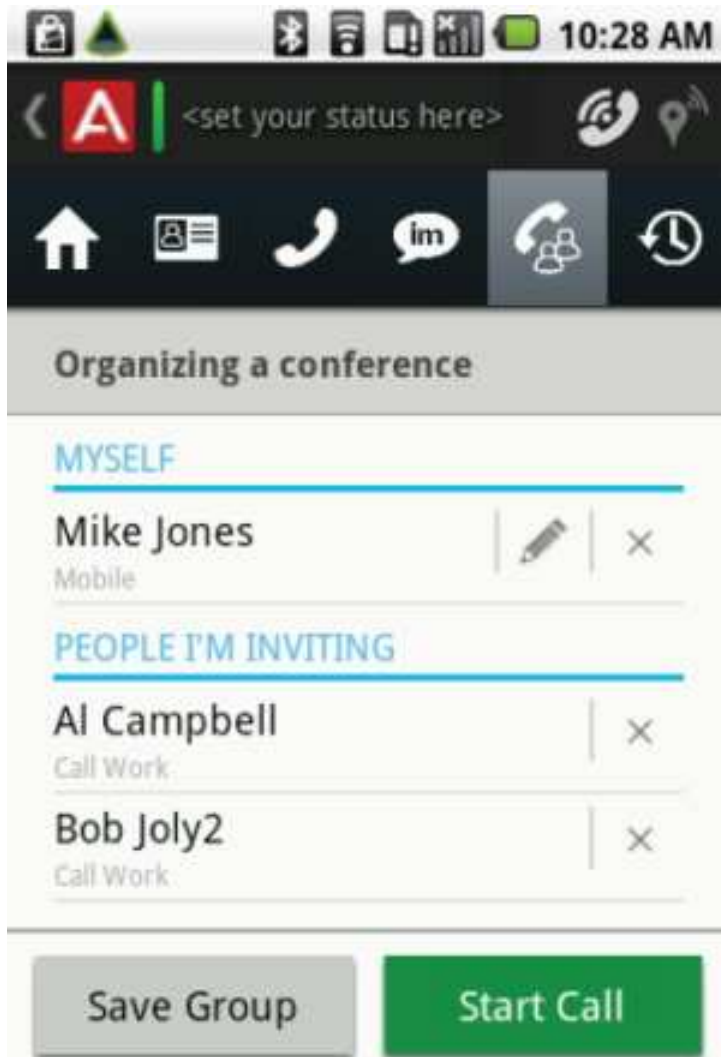 10:28 AM
<set your status here>
im
Organizing a conference
MYSELF
Mike Jones
Mobile
PEOPLE I'M INVITING
Al Campbell
Call Work
Bob Joly2
Call Work
Save Group
Start Call